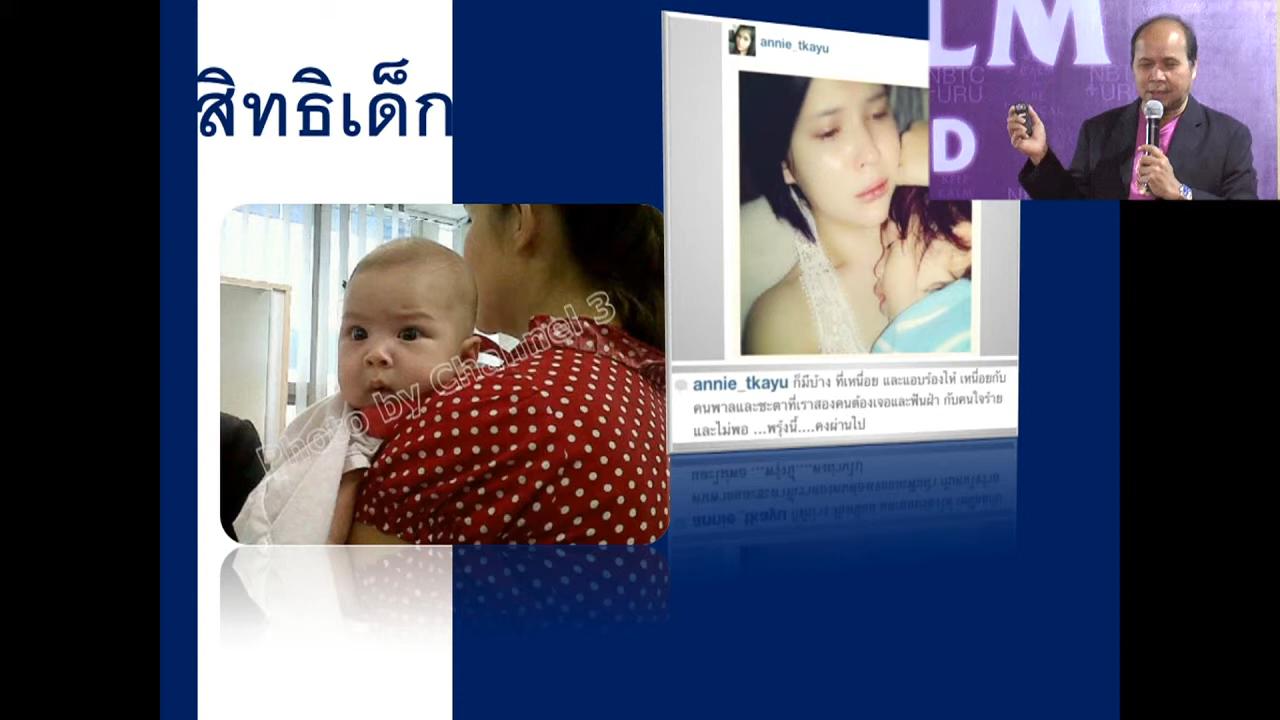 สิทธิเด็ก
annie_tkayu
LM
NBTC
NBTC
+URU
+URU
D
Photo by Channel 3
annie_tkayu ก็มีบ้าง ที่เหนื่อย และแอบร้องไห้ เหนื่อยกับ
คนพาลและชะตาที่เราสองคนต้องเจอและฟันฝ่า กับคนใจร้าย
และไม่พอ ...พรุ้งนี้....คงผ่านไป